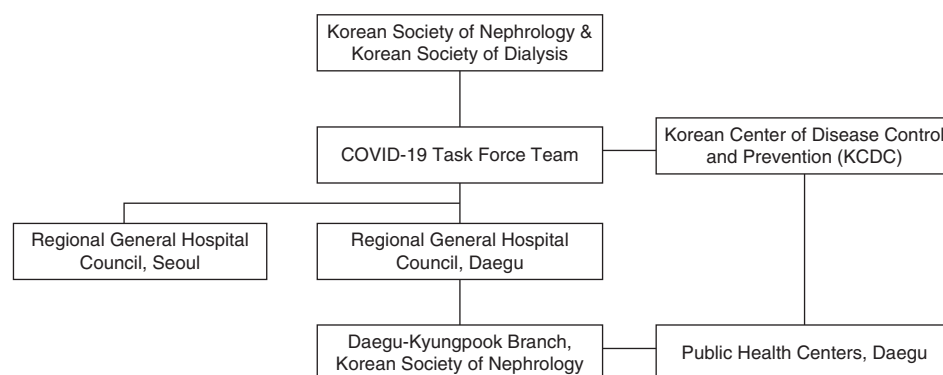 Korean Society of Nephrology &
Korean Society of Dialysis
COVID-19 Task Force Team
Korean Center of Disease Control
and Prevention (KCDC)
Regional General Hospital
Council, Seoul
Regional General Hospital
Council, Daegu
Daegu-Kyungpook Branch,
Korean Society of Nephrology
Public Health Centers, Daegu